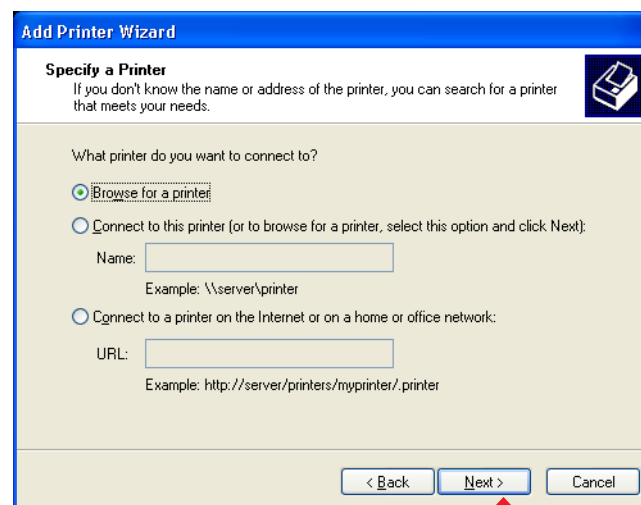 Add Printer Wizard
Specify a Printer
If you don't know the name or address of the printer, you can search for a printer
that meets your needs.
What printer do you want to connect to?
Browse for a printer
Connect to this printer (or to browse for a printer, select this option and click Next):
Name:
Example: \\server\printer
Connect to a printer on the Internet or on a home or office network:
URL:
Example: http://server/printers/myprinter/.printer
< Back Next > Cancel